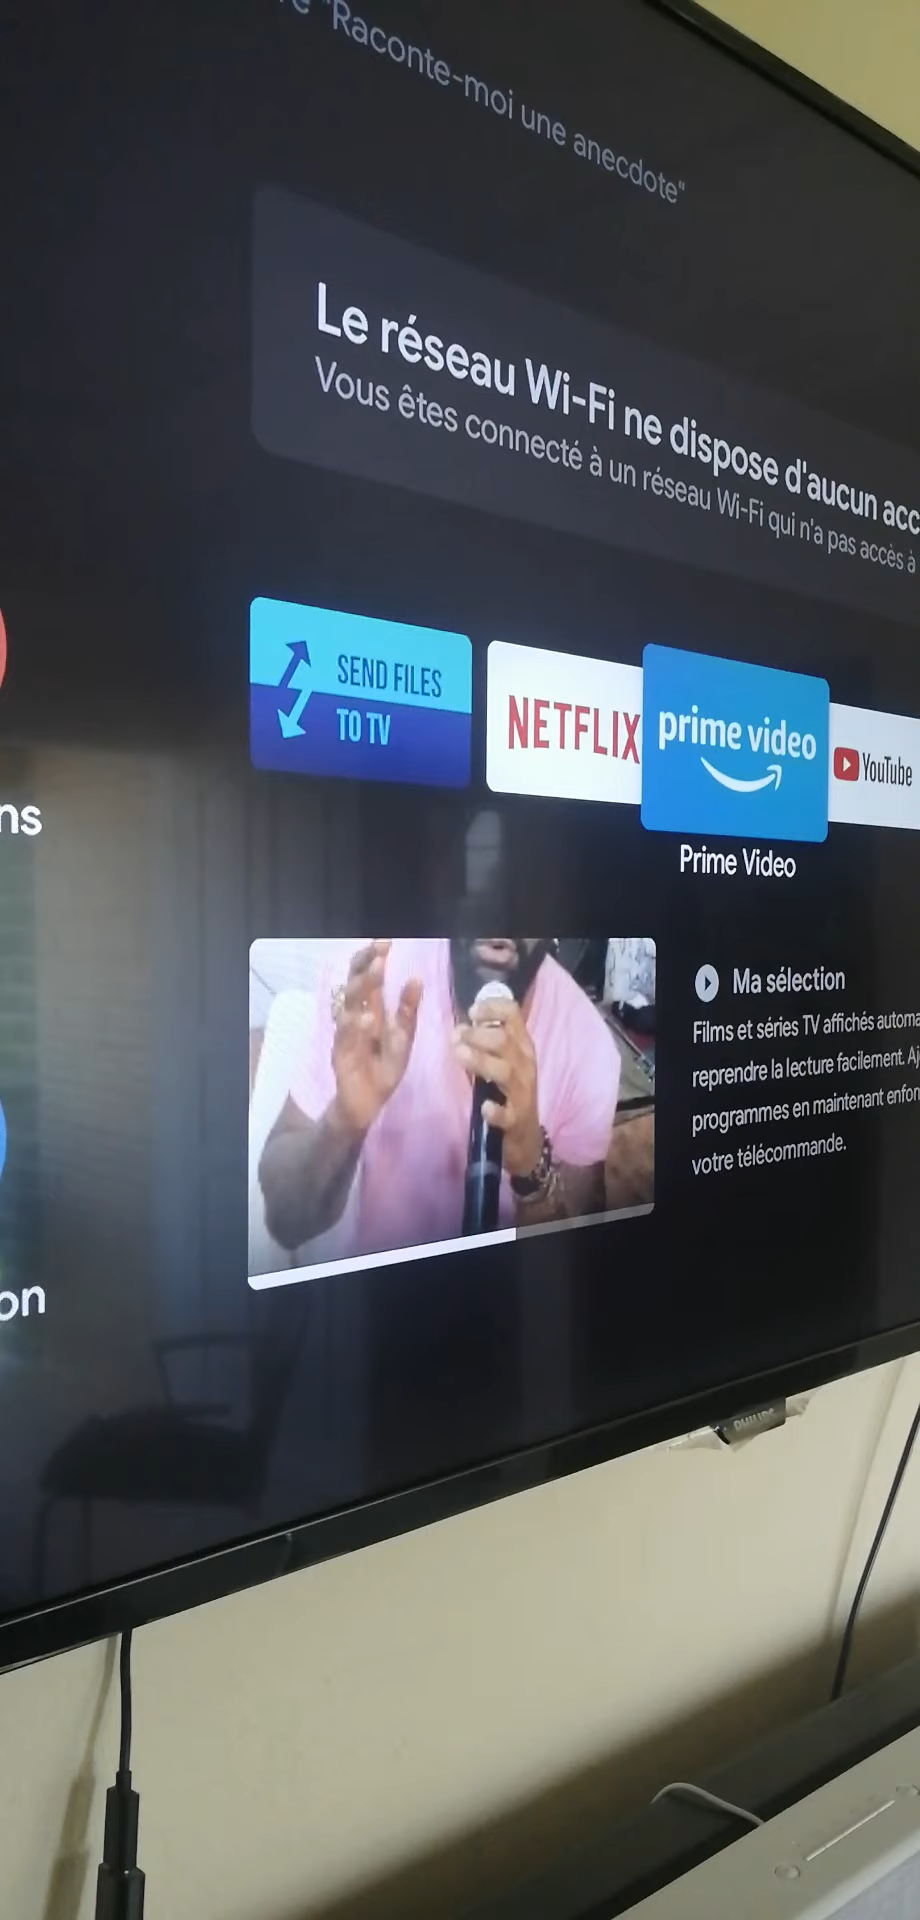 "Raconte-moi une anecdote"
Le réseau Wi-Fi ne dispose d'aucun acc
Vous êtes connecté à un réseau Wi-Fi qui n'a pas accès à
SEND FILES
TO TV
NETFLIX
prime video
YouTube
ns
Prime Video
Ma sélection
Films et séries TV affichés automa
reprendre la lecture facilement. Aj
programmes en maintenant enfon
votre télécommande.
on
PHILIPS